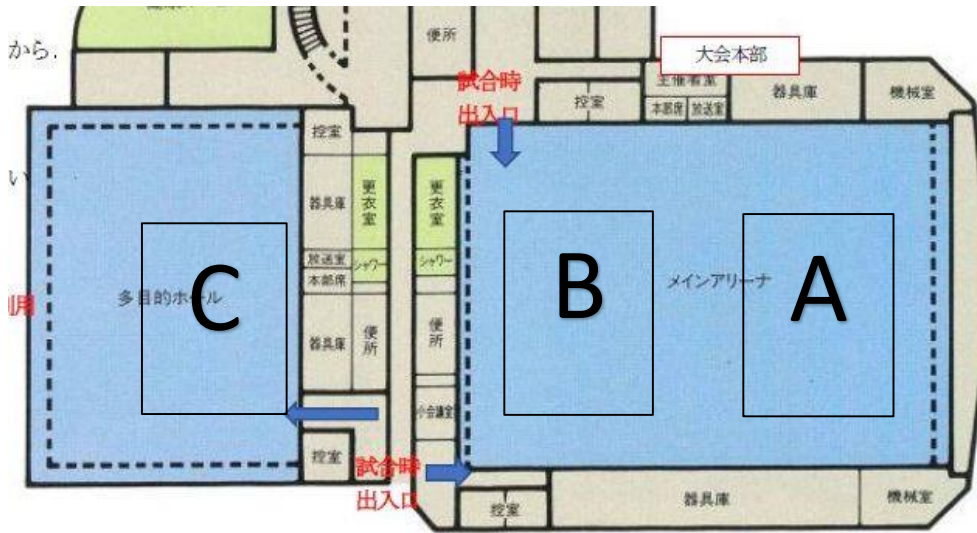 から.
便所
大会本部
試合時
出入口
主催者室
控室
本部席
放送室
器具庫
機械室
控室
い
更衣室
更衣室
器具庫
放送室
シャワー
シャワー
本部席
C
B
A
多目的ホール
メインアリーナ
利用
器具庫
便所
便所
小会議室
控室
試合時
出入口
控室
器具庫
機械室